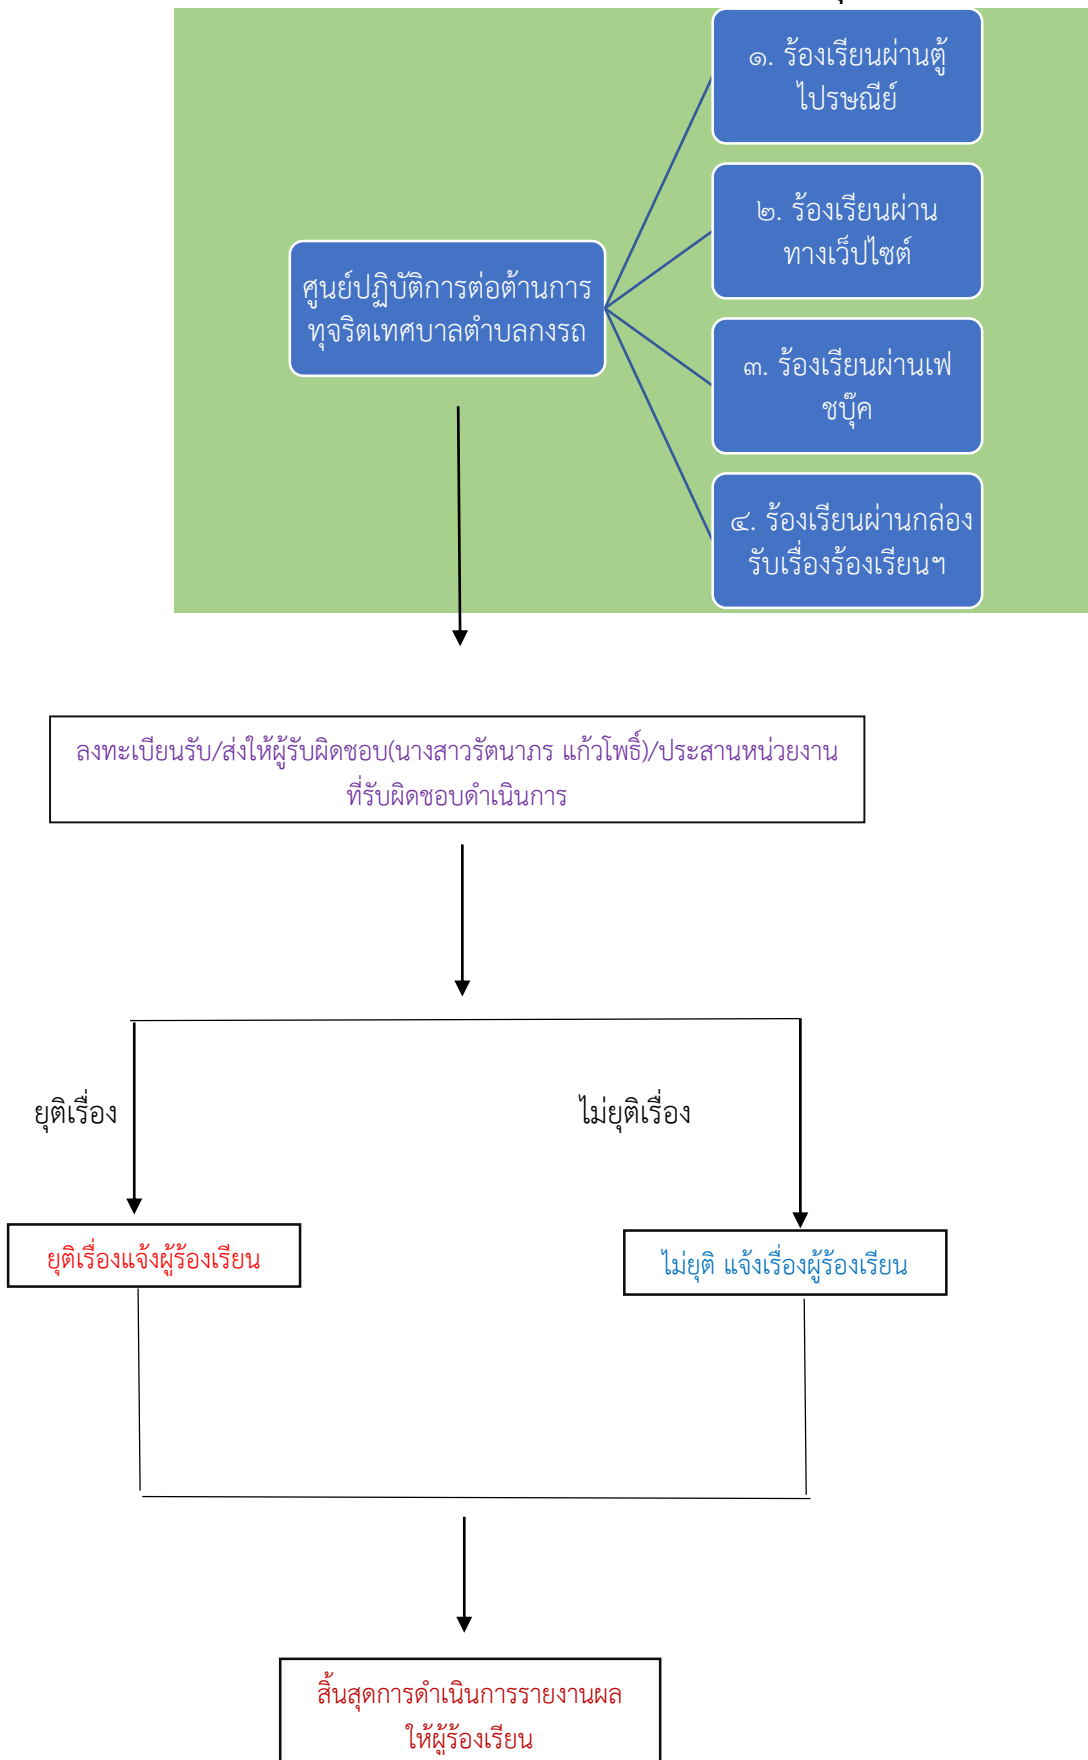 ๑. ร้องเรียนผ่านตู้
ไปรษณีย์
๒. ร้องเรียนผ่าน
ทางเว็ปไซต์
ศูนย์ปฏิบัติการต่อต้านการ
ทุจริตเทศบาลตำบลกงรถ
๓. ร้องเรียนผ่านเฟ
ชบุ๊ค
๔. ร้องเรียนผ่านกล่อง
รับเรื่องร้องเรียนฯ
ลงทะเบียนรับ/ส่งให้ผู้รับผิดชอบ(นางสาวรัตนาภร แก้วโพธิ์)/ประสานหน่วยงาน
ที่รับผิดชอบดำเนินการ
ยุติเรื่อง
ไม่ยุติเรื่อง
ยุติเรื่องแจ้งผู้ร้องเรียน
ไม่ยุติ แจ้งเรื่องผู้ร้องเรียน
สิ้นสุดการดำเนินการรายงานผล
ให้ผู้ร้องเรียน